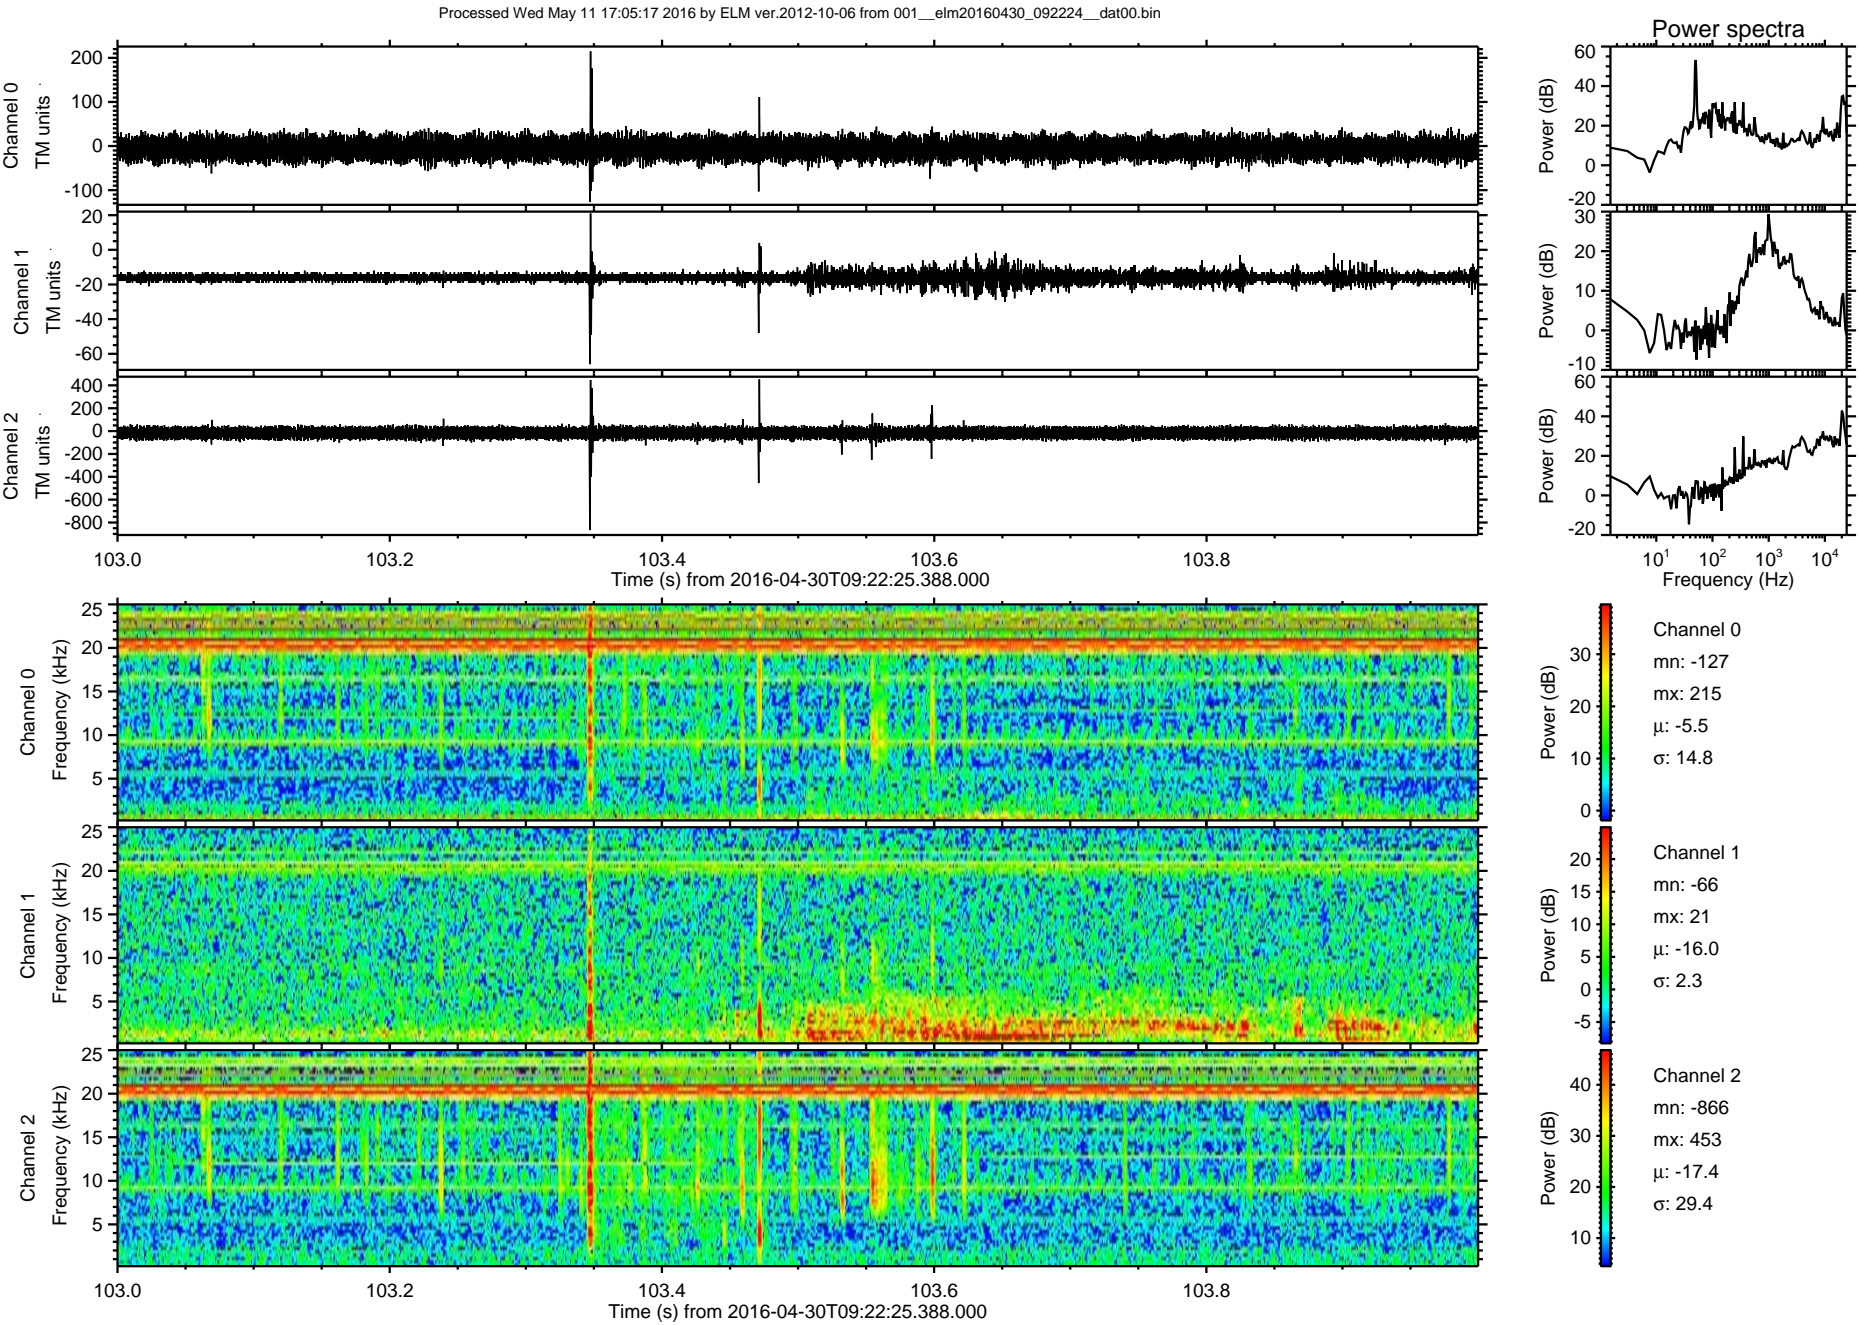 Processed Wed May 11 17:05:17 2016 by ELM ver.2012-10-06 from 001__elm20160430_092224__dat00.bin
Power spectra
Channel 0
TM units
200
100
0
-100
Power (dB)
60
40
20
0
-20
Channel 1
TM units
20
0
-20
-40
-60
Power (dB)
30
20
10
0
-10
Channel 2
TM units
400
200
0
-200
-400
-600
-800
Power (dB)
60
40
20
0
-20
103.0 103.2 103.4 103.6 103.8
Time (s) from 2016-04-30T09:22:25.388.000
10^1 10^2 10^3 10^4
Frequency (Hz)
Channel 0
Frequency (kHz)
25
20
15
10
5
Power (dB)
30
20
10
0
Channel 0
mn: -127
mx: 215
μ: -5.5
σ: 14.8
Channel 1
Frequency (kHz)
25
20
15
10
5
Power (dB)
20
15
10
5
0
-5
Channel 1
mn: -66
mx: 21
μ: -16.0
σ: 2.3
Channel 2
Frequency (kHz)
25
20
15
10
5
Power (dB)
40
30
20
10
Channel 2
mn: -866
mx: 453
μ: -17.4
σ: 29.4
103.0 103.2 103.4 103.6 103.8
Time (s) from 2016-04-30T09:22:25.388.000